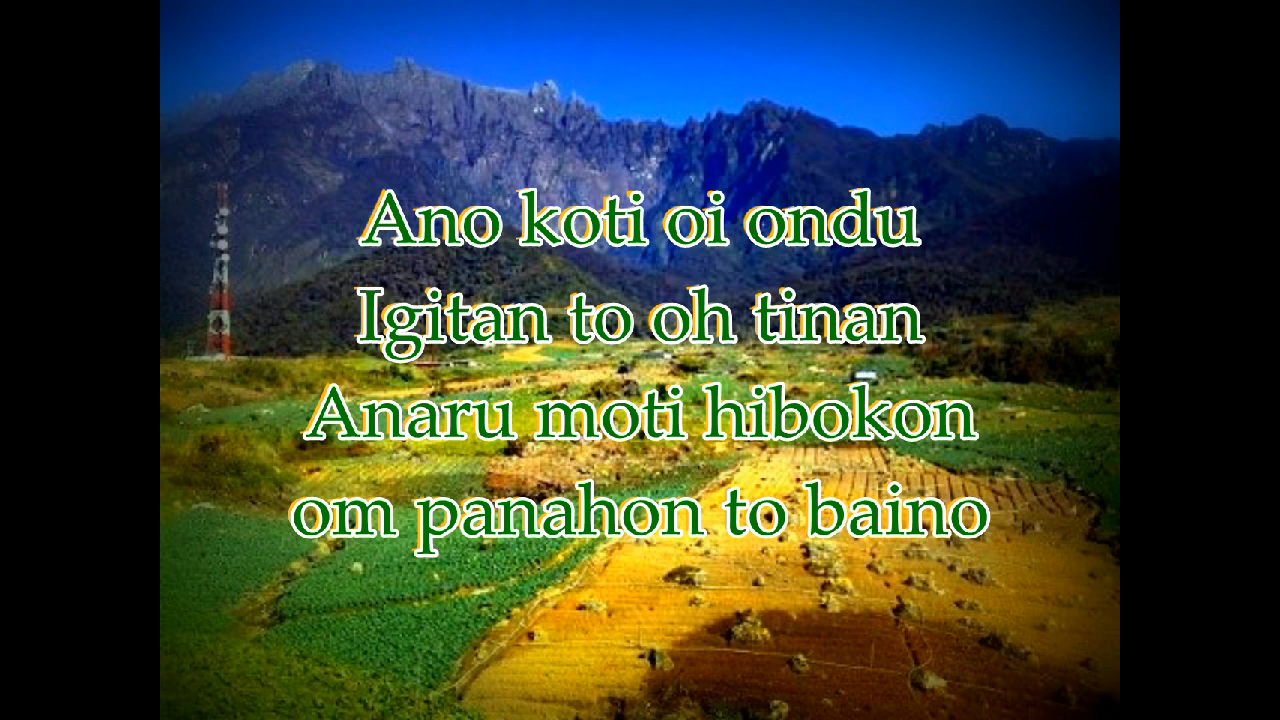 Ano koti oi ondu
Igitan to oh tinan
Anaru moti hibokon
om panahon to baino